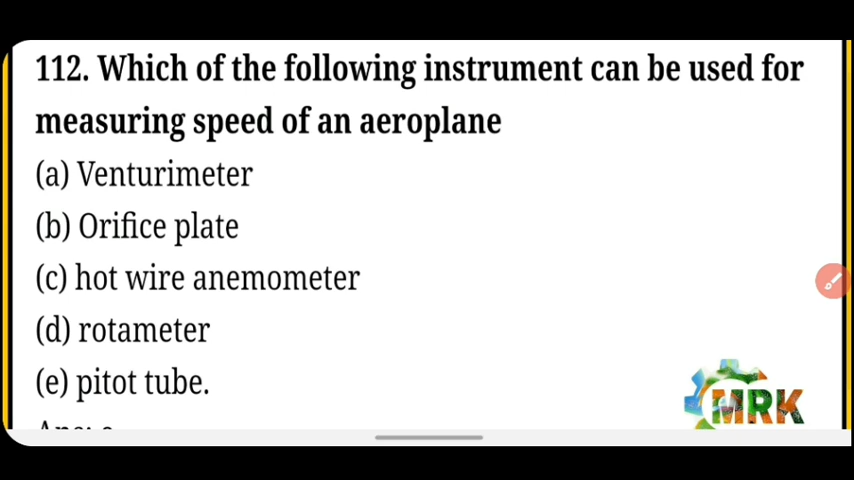 112. Which of the following instrument can be used for
measuring speed of an aeroplane
(a) Venturimeter
(b) Orifice plate
(c) hot wire anemometer
(d) rotameter
(e) pitot tube.
MRK